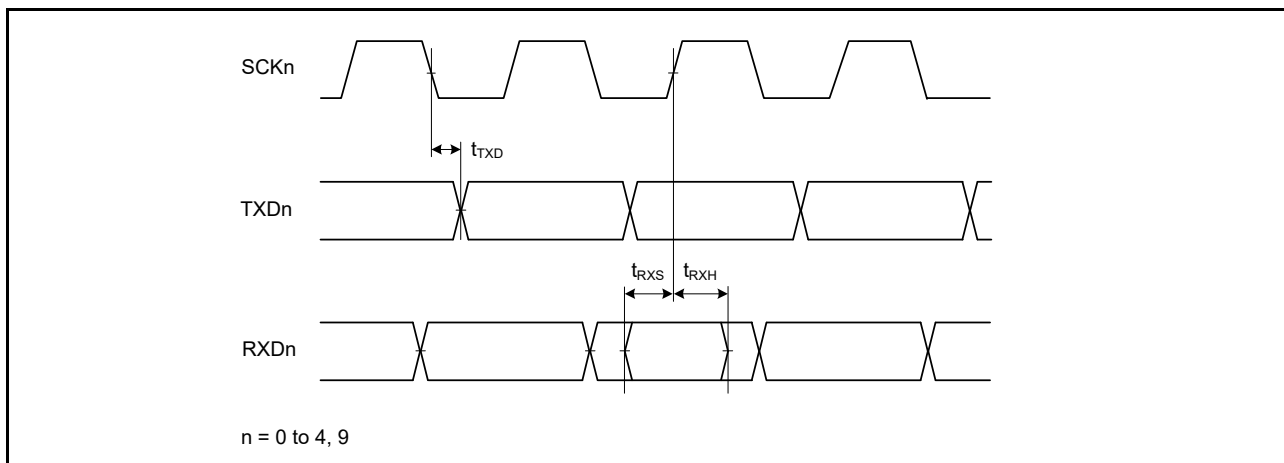 SCKn
tTXD
TXDn
tRXS tRXH
RXDn
n = 0 to 4, 9